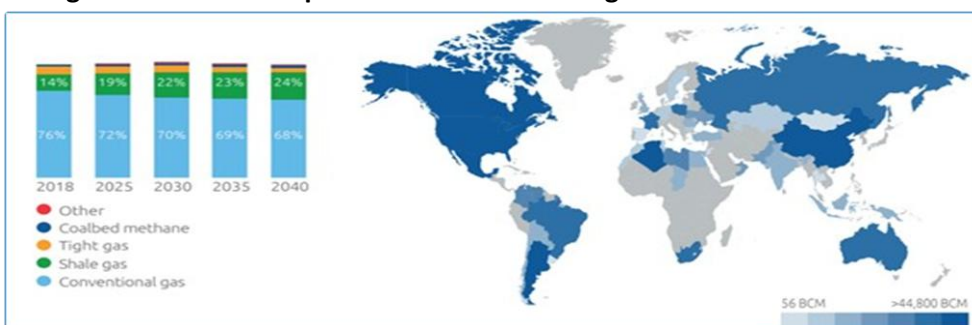 14% 19% 22% 23% 24%
76% 72% 70% 69% 68%
2018 2025 2030 2035 2040
Other
Coalbed methane
Tight gas
Shale gas
Conventional gas
56 BCM >44,800 BCM